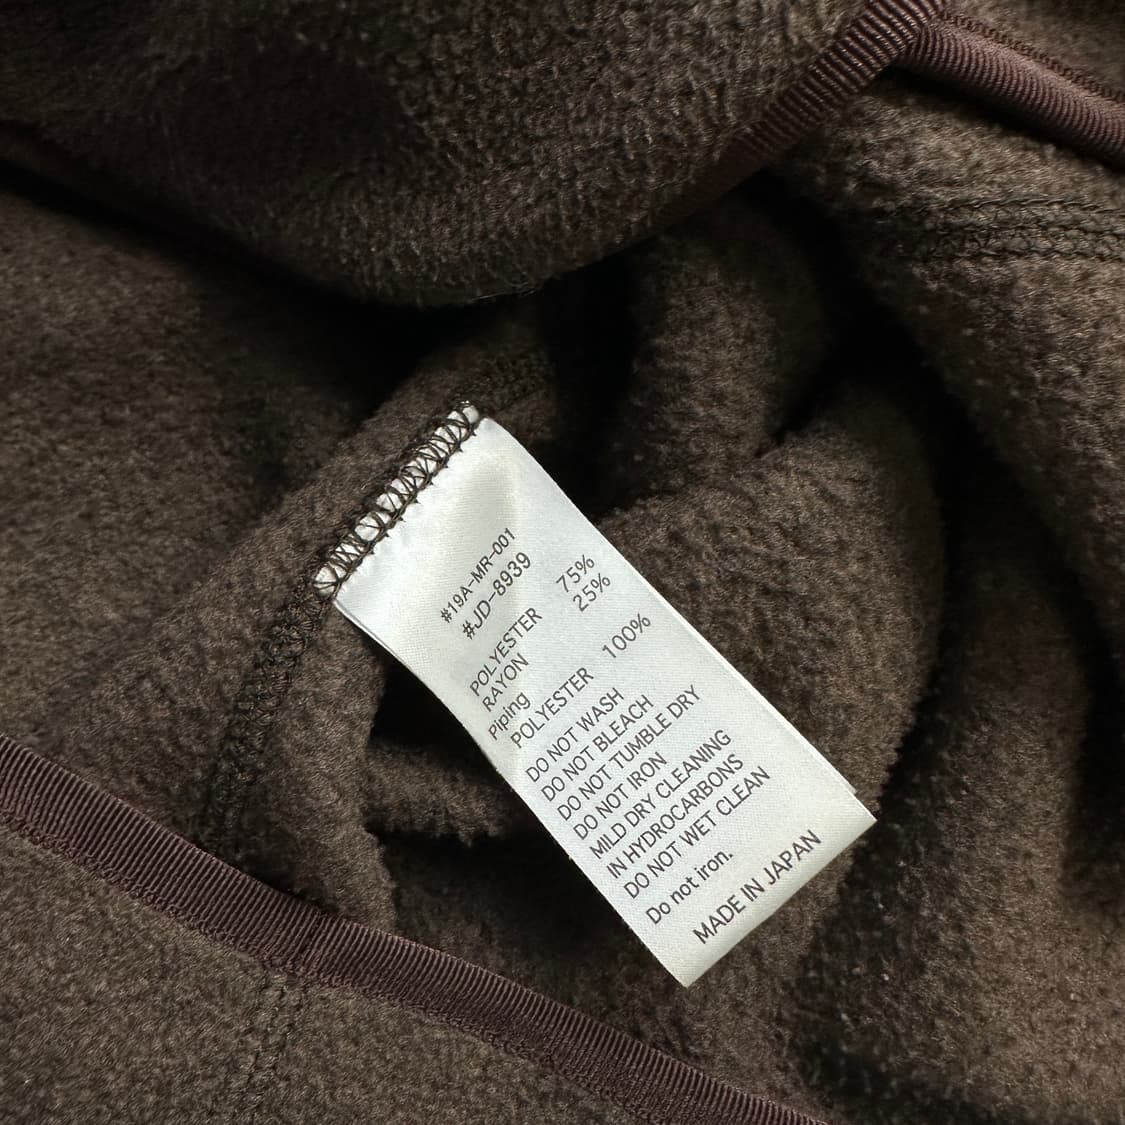 #19A-MR-001
#JD-8939
POLYESTER 75%
RAYON 25%
Piping
POLYESTER 100%
DO NOT WASH
DO NOT BLEACH
DO NOT TUMBLE DRY
DO NOT IRON
MILD DRY CLEANING
IN HYDROCARBONS
DO NOT WET CLEAN
Do not iron.
MADE IN JAPAN